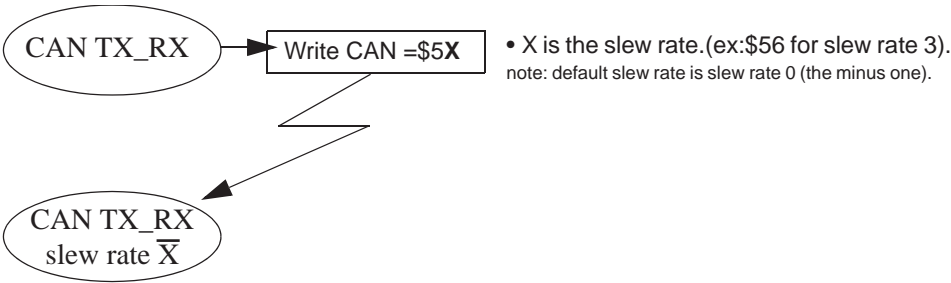 CAN TX_RX
Write CAN =$5X
• X is the slew rate.(ex:$56 for slew rate 3).
note: default slew rate is slew rate 0 (the minus one).
CAN TX_RX
slew rate X̅